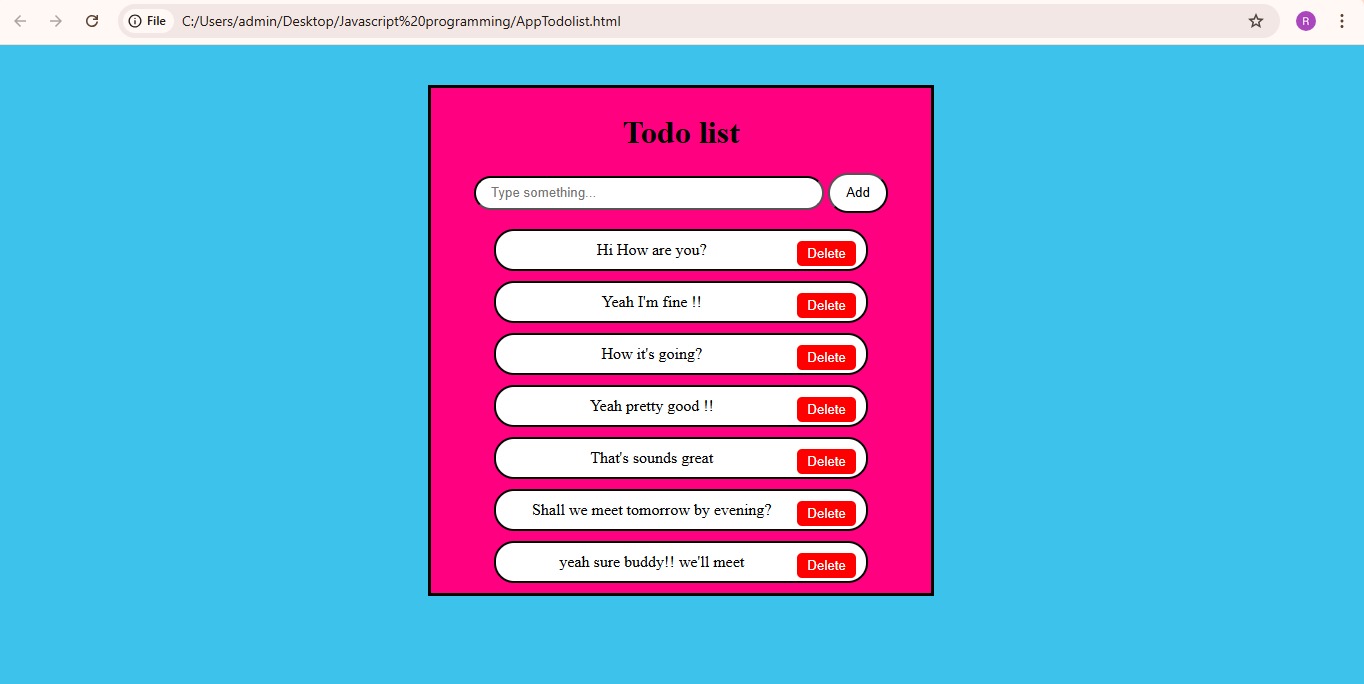 File C:/Users/admin/Desktop/Javascript%20programming/AppTodolist.html R
Todo list
Type something... Add
Hi How are you? Delete
Yeah I'm fine !! Delete
How it's going? Delete
Yeah pretty good !! Delete
That's sounds great Delete
Shall we meet tomorrow by evening? Delete
yeah sure buddy!! we'll meet Delete